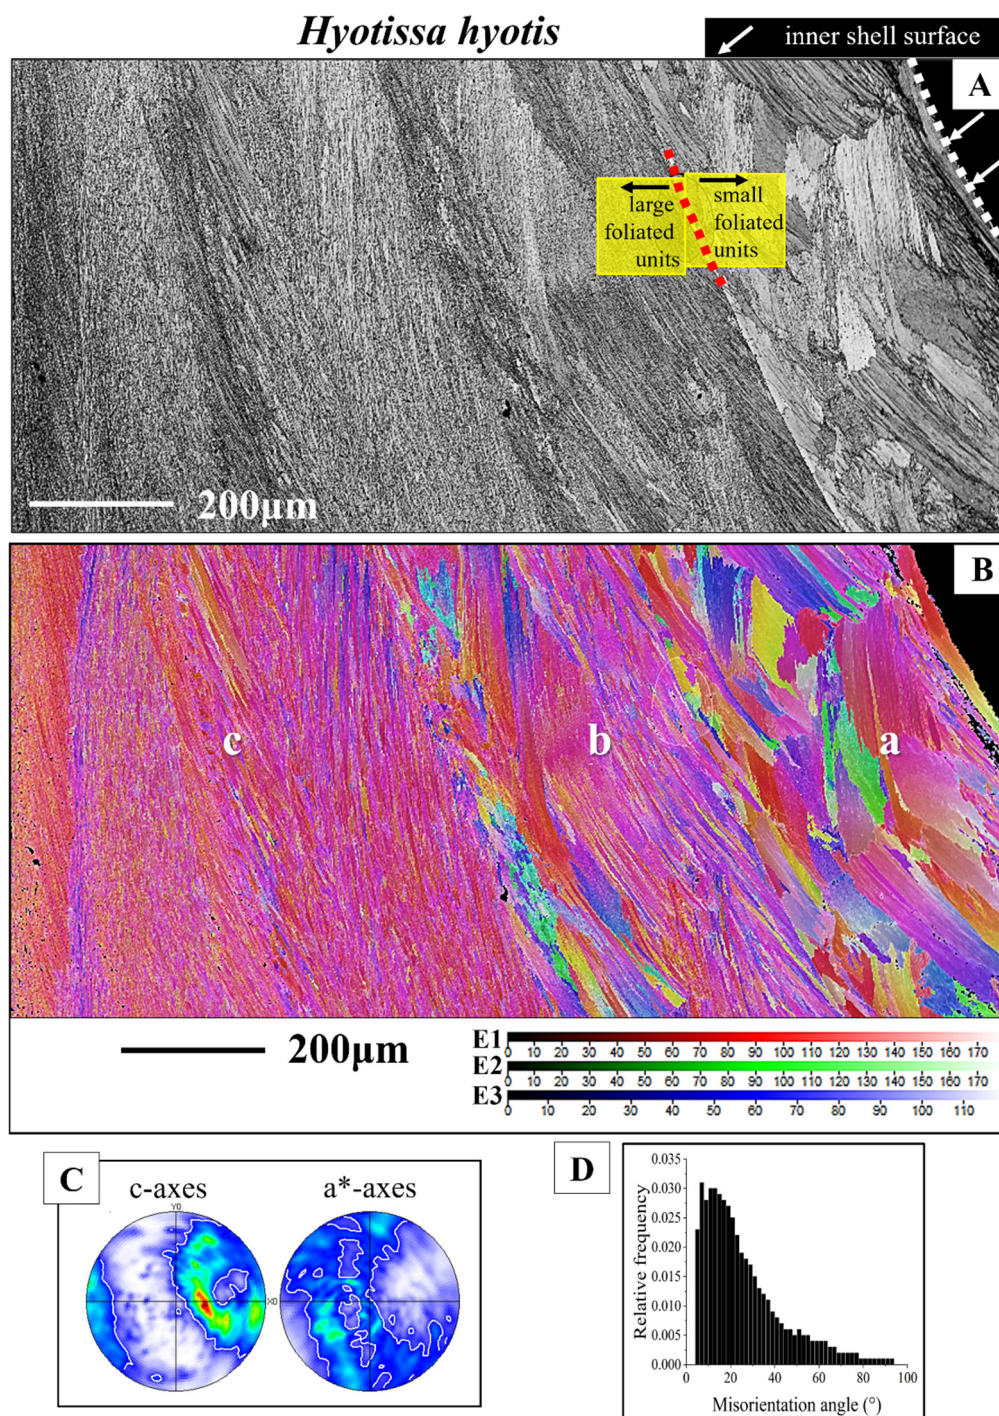 Hyotissa hyotis
inner shell surface
A
large
foliated
units
small
foliated
units
200µm
B
c
b
a
200µm
E1
0 10 20 30 40 50 60 70 80 90 100 110 120 130 140 150 160 170
E2
0 10 20 30 40 50 60 70 80 90 100 110 120 130 140 150 160 170
E3
0 10 20 30 40 50 60 70 80 90 100 110
C
c-axes
a*-axes
Y0
X0
D
Relative frequency
0.035
0.030
0.025
0.020
0.015
0.010
0.005
0.000
0 20 40 60 80 100
Misorientation angle (°)